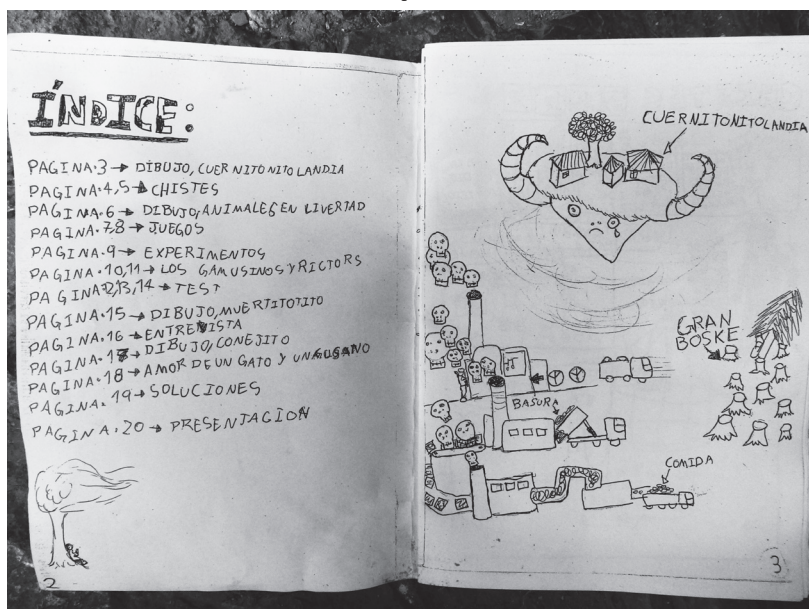 ÍNDICE:
PAGINA.3→ DIBUJO, CUERNITONITOLANDIA
PAGINA.4,5→ CHISTES
PAGINA.6→ DIBUJO, ANIMALES EN LIVERTAD
PAGINA.7,8→ JUEGOS
PAGINA.9→ EXPERIMENTOS
PAGINA.10,11→ LOS GAMUSINOS Y RICTORS
PAGINA12,13,14→ TEST
PAGINA.15→ DIBUJO, MUERTITOTITO
PAGINA.16→ ENTREVISTA
PAGINA.17→ DIBUJO, CONEJITO
PAGINA.18→ AMOR DE UN GATO Y UN GUSANO
PAGINA.19→ SOLUCIONES
PAGINA.20→ PRESENTACION
2
CUERNITONITOLANDIA
GRAN
BOSKE
BASURA
COMIDA
3